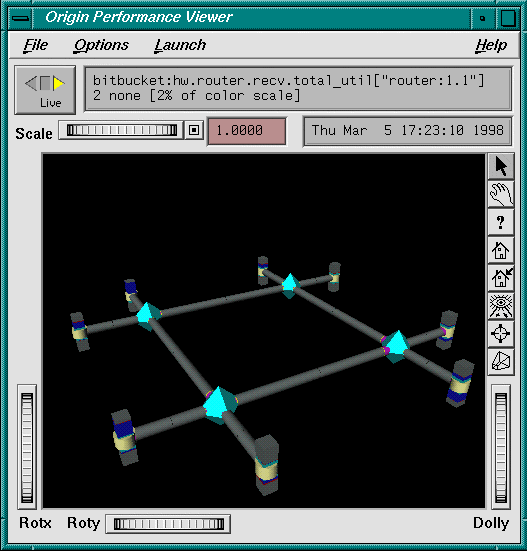 Origin Performance Viewer
File Options Launch Help
bitbucket:hw.router.recv.total_util["router:1.1"]
2 none [2% of color scale]
Live
Scale 1.0000 Thu Mar  5 17:23:10 1998
?
Rotx Roty Dolly